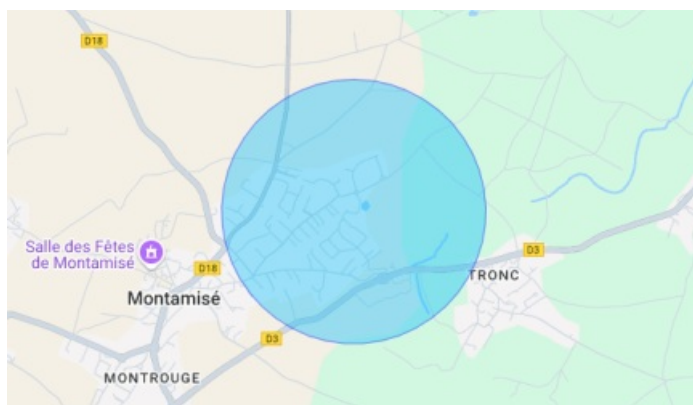 D18
Salle des Fêtes
de Montamisé
D18
D3
TRONC
Montamisé
D3
MONTROUGE